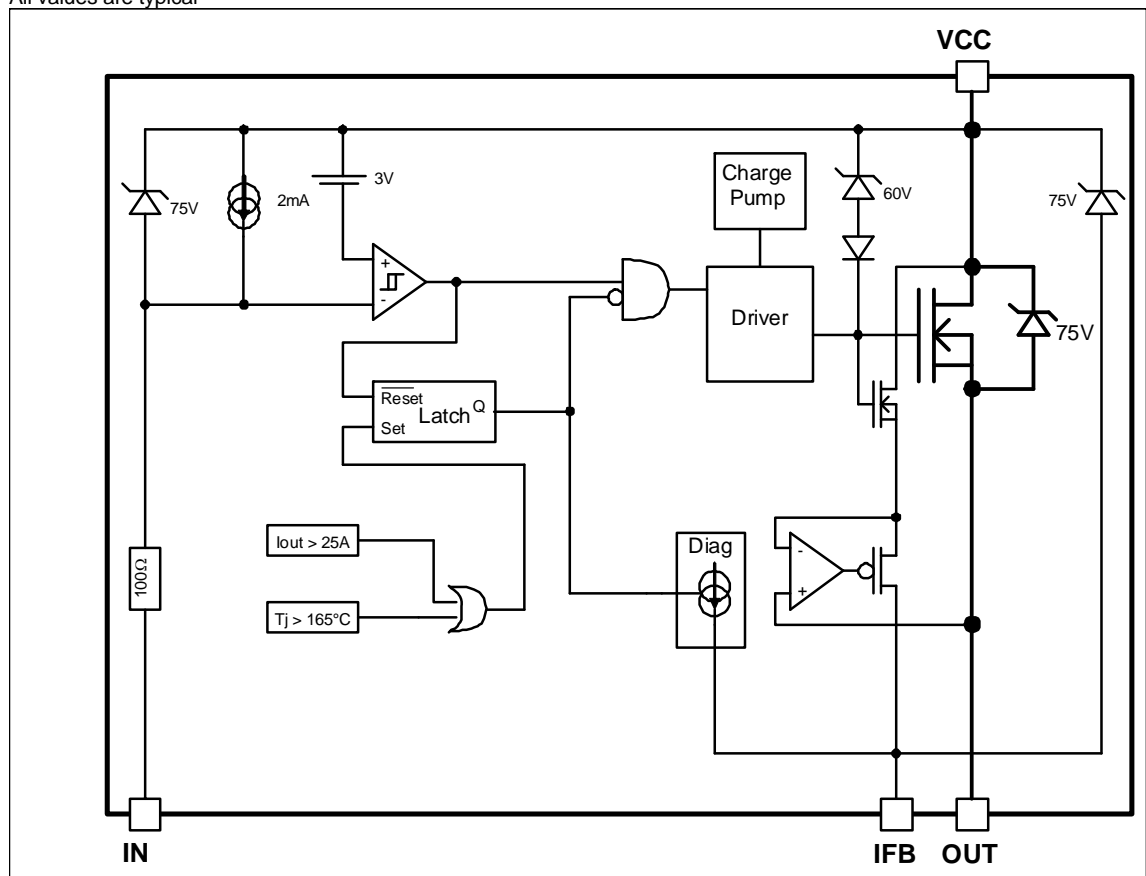 All values are typical
VCC
75V
2mA
3V
Charge
Pump
60V
75V
+
-
Driver
75V
Reset
Latch
Q
Set
Iout > 25A
Tj > 165°C
Diag
-
+
100Ω
IN
IFB
OUT